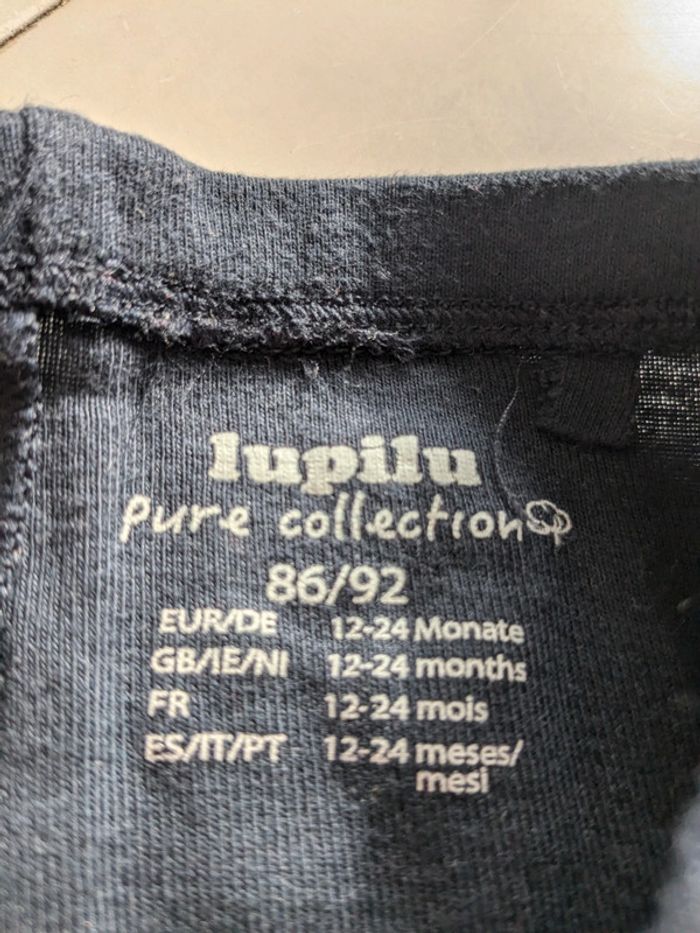 lupilu
pure collection
86/92
EUR/DE 12-24 Monate
GB/IE/NI 12-24 months
FR 12-24 mois
ES/IT/PT 12-24 meses/
mesi